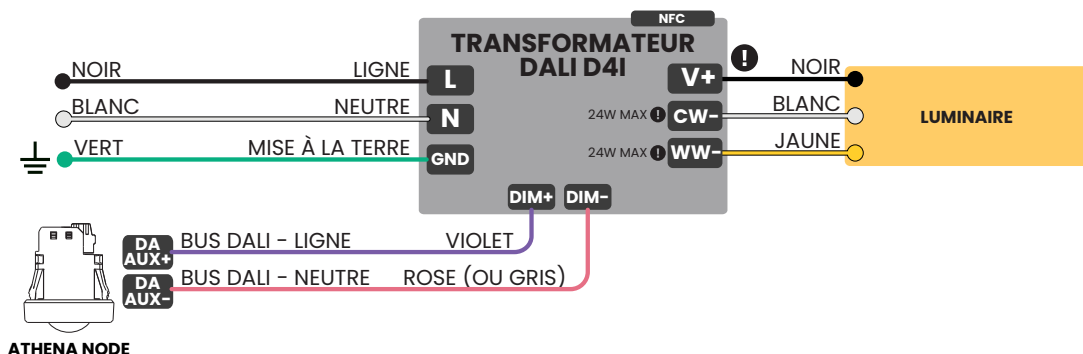 NFC
TRANSFORMATEUR
DALI D4I
NOIR LIGNE L
BLANC NEUTRE N
VERT MISE À LA TERRE GND
V+ ! NOIR
24W MAX ! CW- BLANC
24W MAX ! WW- JAUNE
LUMINAIRE
DIM+ DIM-
DA
AUX+
BUS DALI - LIGNE VIOLET
DA
AUX-
BUS DALI - NEUTRE ROSE (OU GRIS)
ATHENA NODE